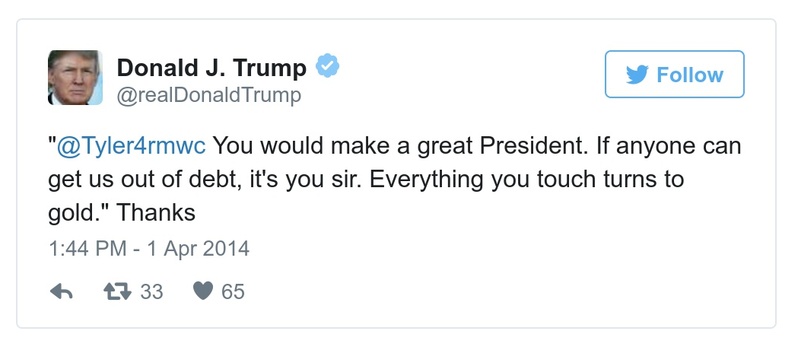 Donald J. Trump
@realDonaldTrump
Follow
"@Tyler4rmwc You would make a great President. If anyone can
get us out of debt, it's you sir. Everything you touch turns to
gold." Thanks
1:44 PM - 1 Apr 2014
33 65